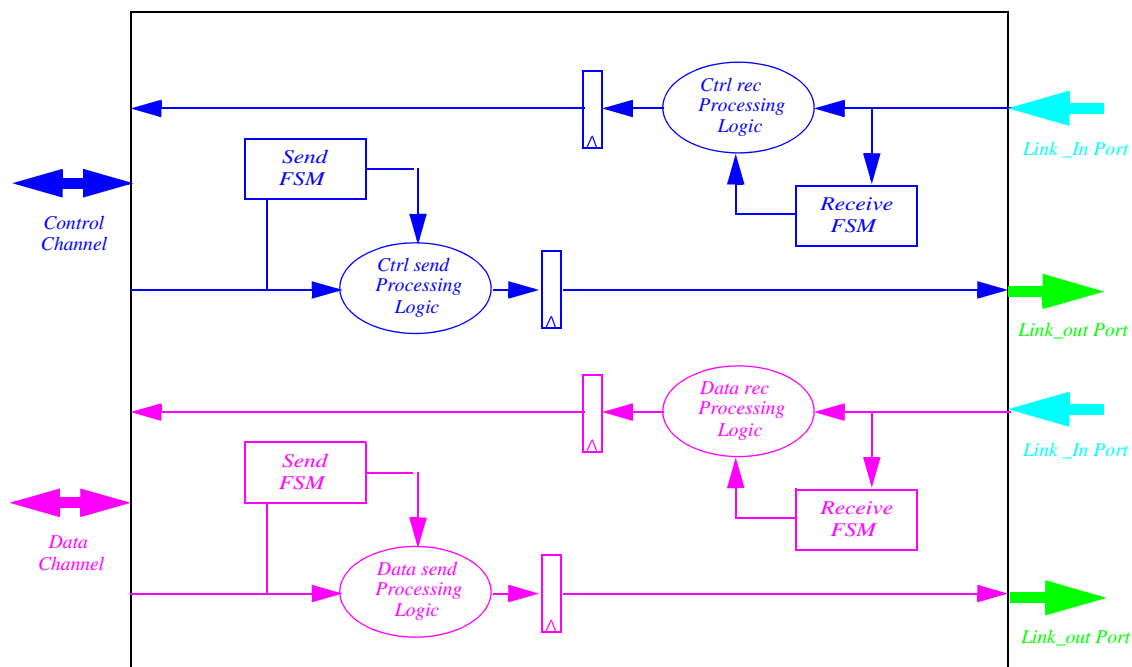 Ctrl rec
Processing
Logic
Link _In Port
Send
FSM
Receive
FSM
Control
Channel
Ctrl send
Processing
Logic
Link_out Port
Data rec
Processing
Logic
Link _In Port
Send
FSM
Receive
FSM
Data
Channel
Data send
Processing
Logic
Link_out Port